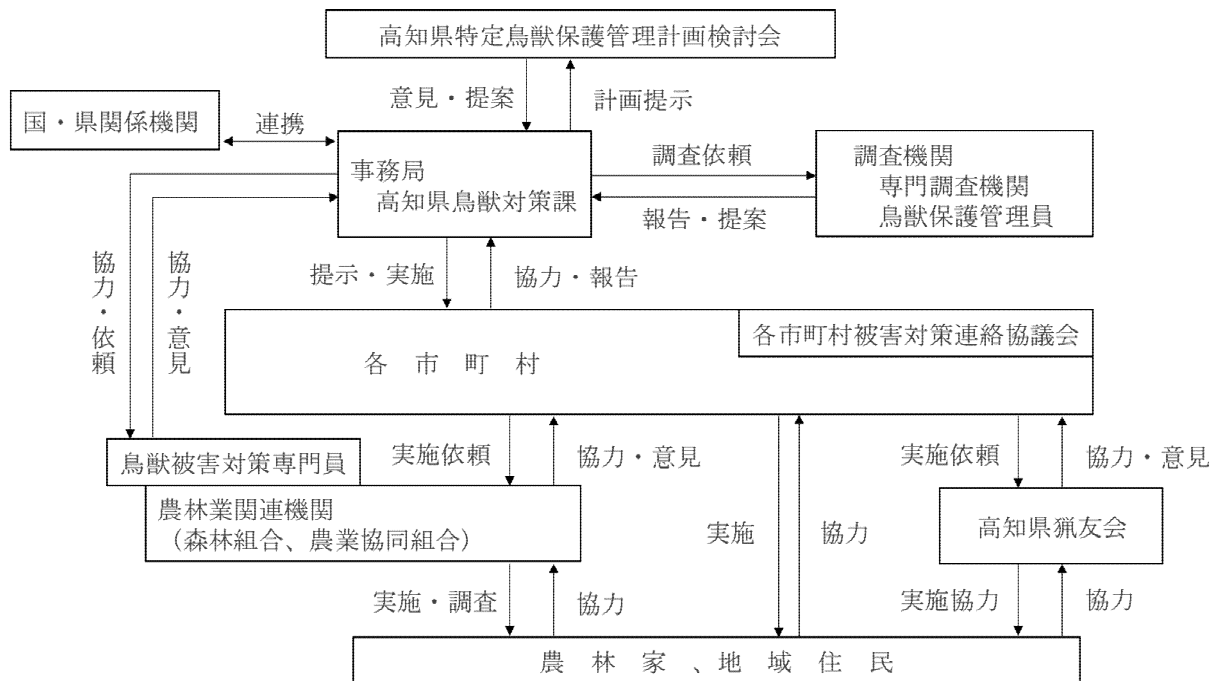 高知県特定鳥獣保護管理計画検討会
意見・提案
計画提示
国・県関係機関
連携
事務局
高知県鳥獣対策課
調査依頼
報告・提案
調査機関
専門調査機関
鳥獣保護管理員
協力・依頼
協力・意見
提示・実施
協力・報告
各市町村被害対策連絡協議会
各 市 町 村
鳥獣被害対策専門員
農林業関連機関
（森林組合、農業協同組合）
実施依頼
協力・意見
実施
協力
実施依頼
協力・意見
高知県猟友会
実施・調査
協力
実施協力
協力
農 林 家 、地 域 住 民